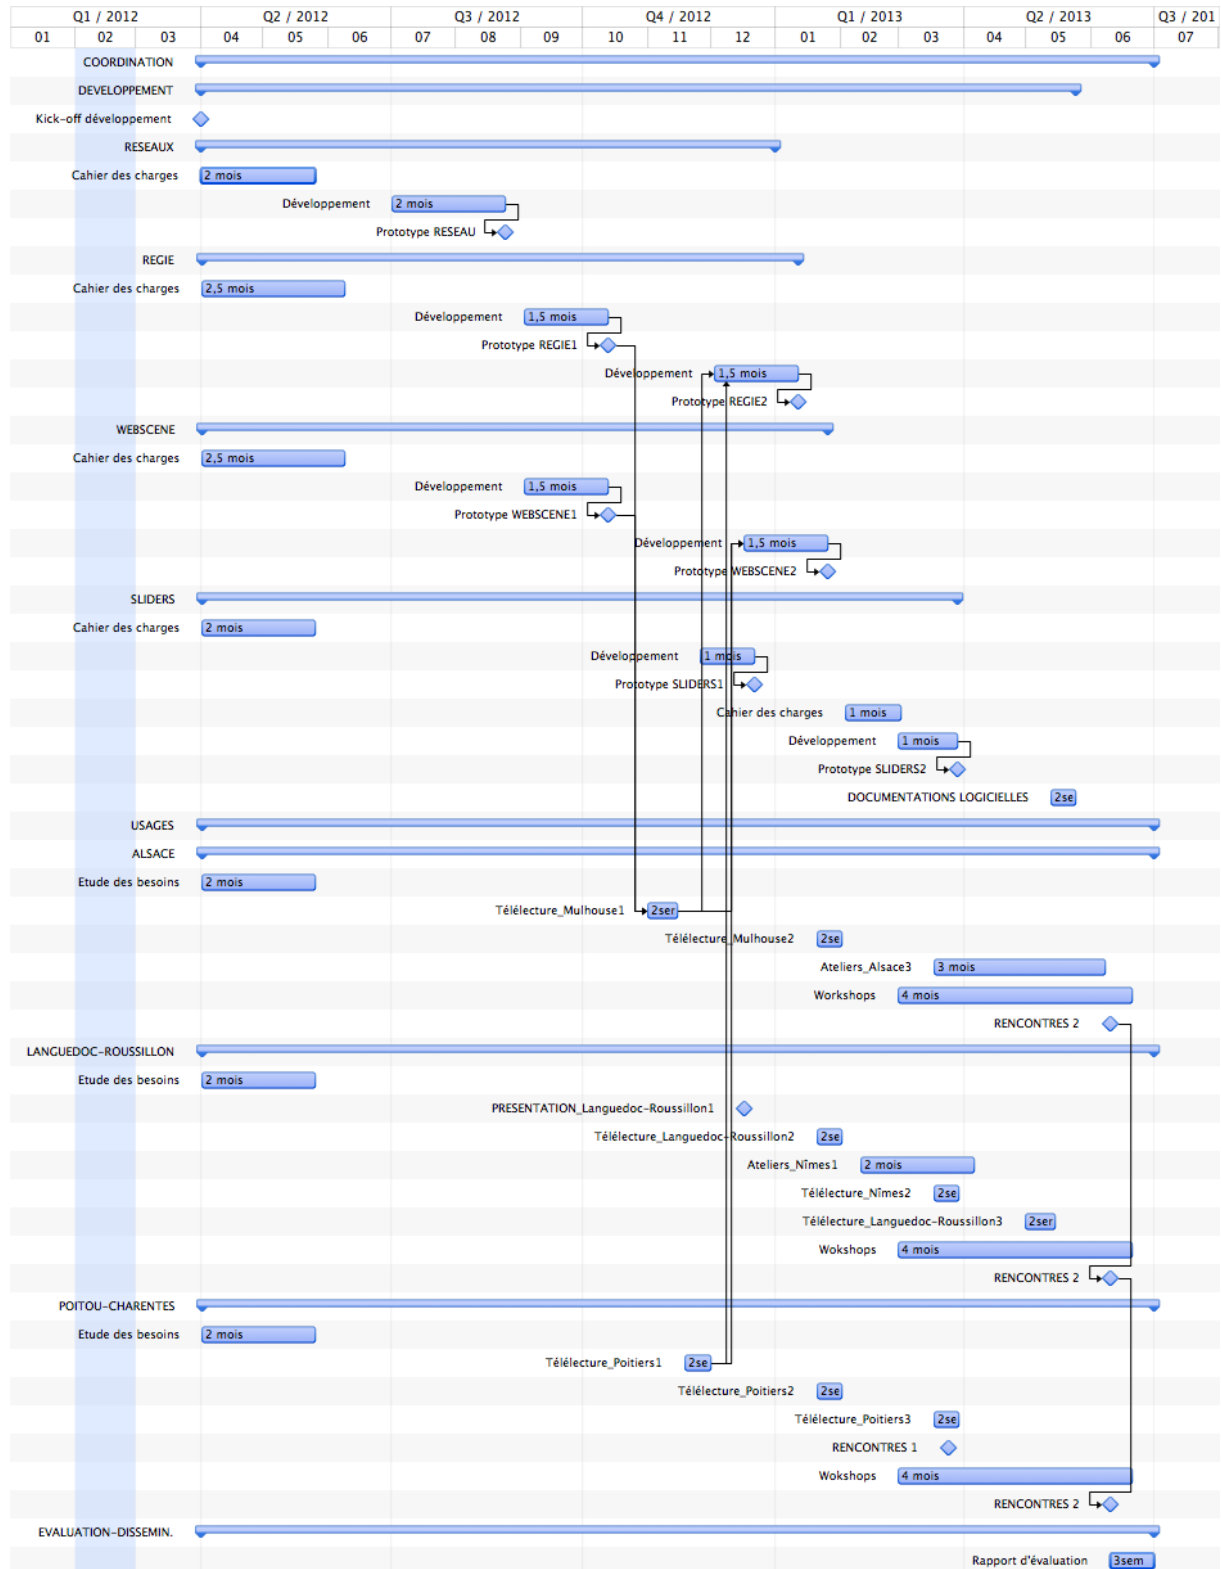 Q1 / 2012 Q2 / 2012 Q3 / 2012 Q4 / 2012 Q1 / 2013 Q2 / 2013 Q3 / 201
01 02 03 04 05 06 07 08 09 10 11 12 01 02 03 04 05 06 07
COORDINATION
DEVELOPPEMENT
Kick-off développement
RESEAUX
Cahier des charges 2 mois
Développement 2 mois
Prototype RESEAU
REGIE
Cahier des charges 2,5 mois
Développement 1,5 mois
Prototype REGIE1
Développement 1,5 mois
Prototype REGIE2
WEBSCENE
Cahier des charges 2,5 mois
Développement 1,5 mois
Prototype WEBSCENE1
Développement 1,5 mois
Prototype WEBSCENE2
SLIDERS
Cahier des charges 2 mois
Développement 1 mois
Prototype SLIDERS1
Cahier des charges 1 mois
Développement 1 mois
Prototype SLIDERS2
DOCUMENTATIONS LOGICIELLES 2se
USAGES
ALSACE
Etude des besoins 2 mois
Télélecture_Mulhouse1 2ser
Télélecture_Mulhouse2 2se
Ateliers_Alsace3 3 mois
Workshops 4 mois
RENCONTRES 2
LANGUEDOC-ROUSSILLON
Etude des besoins 2 mois
PRESENTATION_Languedoc-Roussillon1
Télélecture_Languedoc-Roussillon2 2se
Ateliers_Nîmes1 2 mois
Télélecture_Nîmes2 2se
Télélecture_Languedoc-Roussillon3 2ser
Wokshops 4 mois
RENCONTRES 2
POITOU-CHARENTES
Etude des besoins 2 mois
Télélecture_Poitiers1 2se
Télélecture_Poitiers2 2se
Télélecture_Poitiers3 2se
RENCONTRES 1
Wokshops 4 mois
RENCONTRES 2
EVALUATION-DISSEMIN.
Rapport d'évaluation 3sem